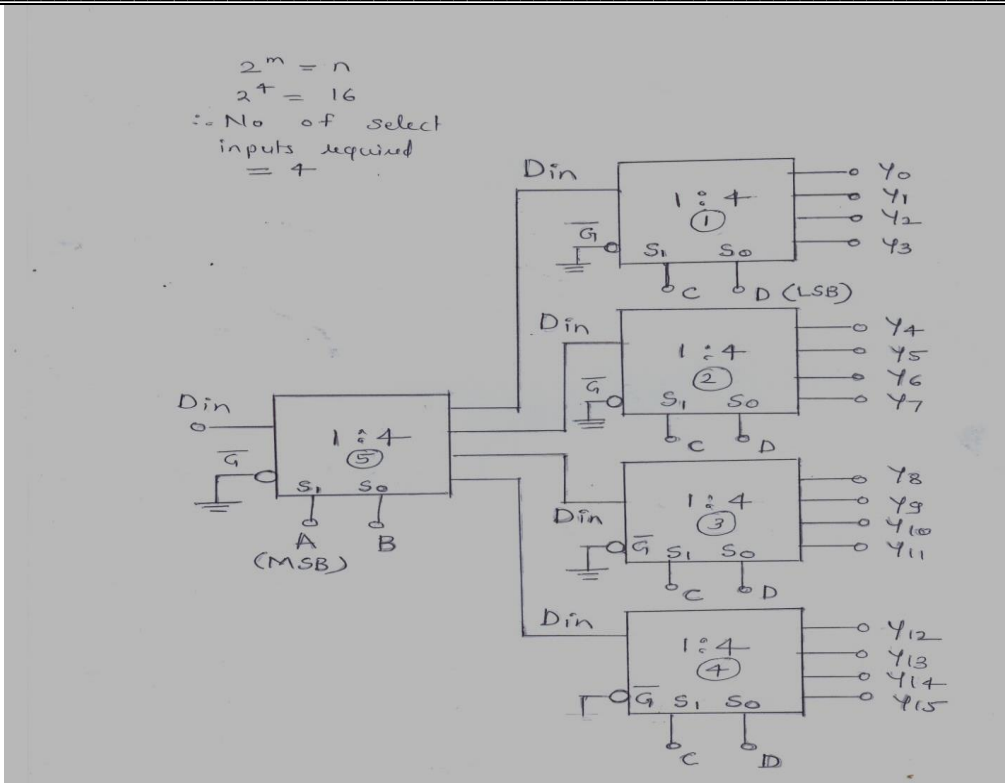 2^m = n
2^4 = 16
∴ No of select
inputs required
= 4
Din
1 : 4
1
G̅
S1 S0
C D (LSB)
Y0
Y1
Y2
Y3
Din
1 : 4
2
G̅
S1 S0
C D
Y4
Y5
Y6
Y7
Din
1 : 4
5
G̅
S1 S0
A B
(MSB)
Din
1 : 4
3
G̅ S1 S0
C D
Y8
Y9
Y10
Y11
Din
1 : 4
4
G̅ S1 S0
C D
Y12
Y13
Y14
Y15